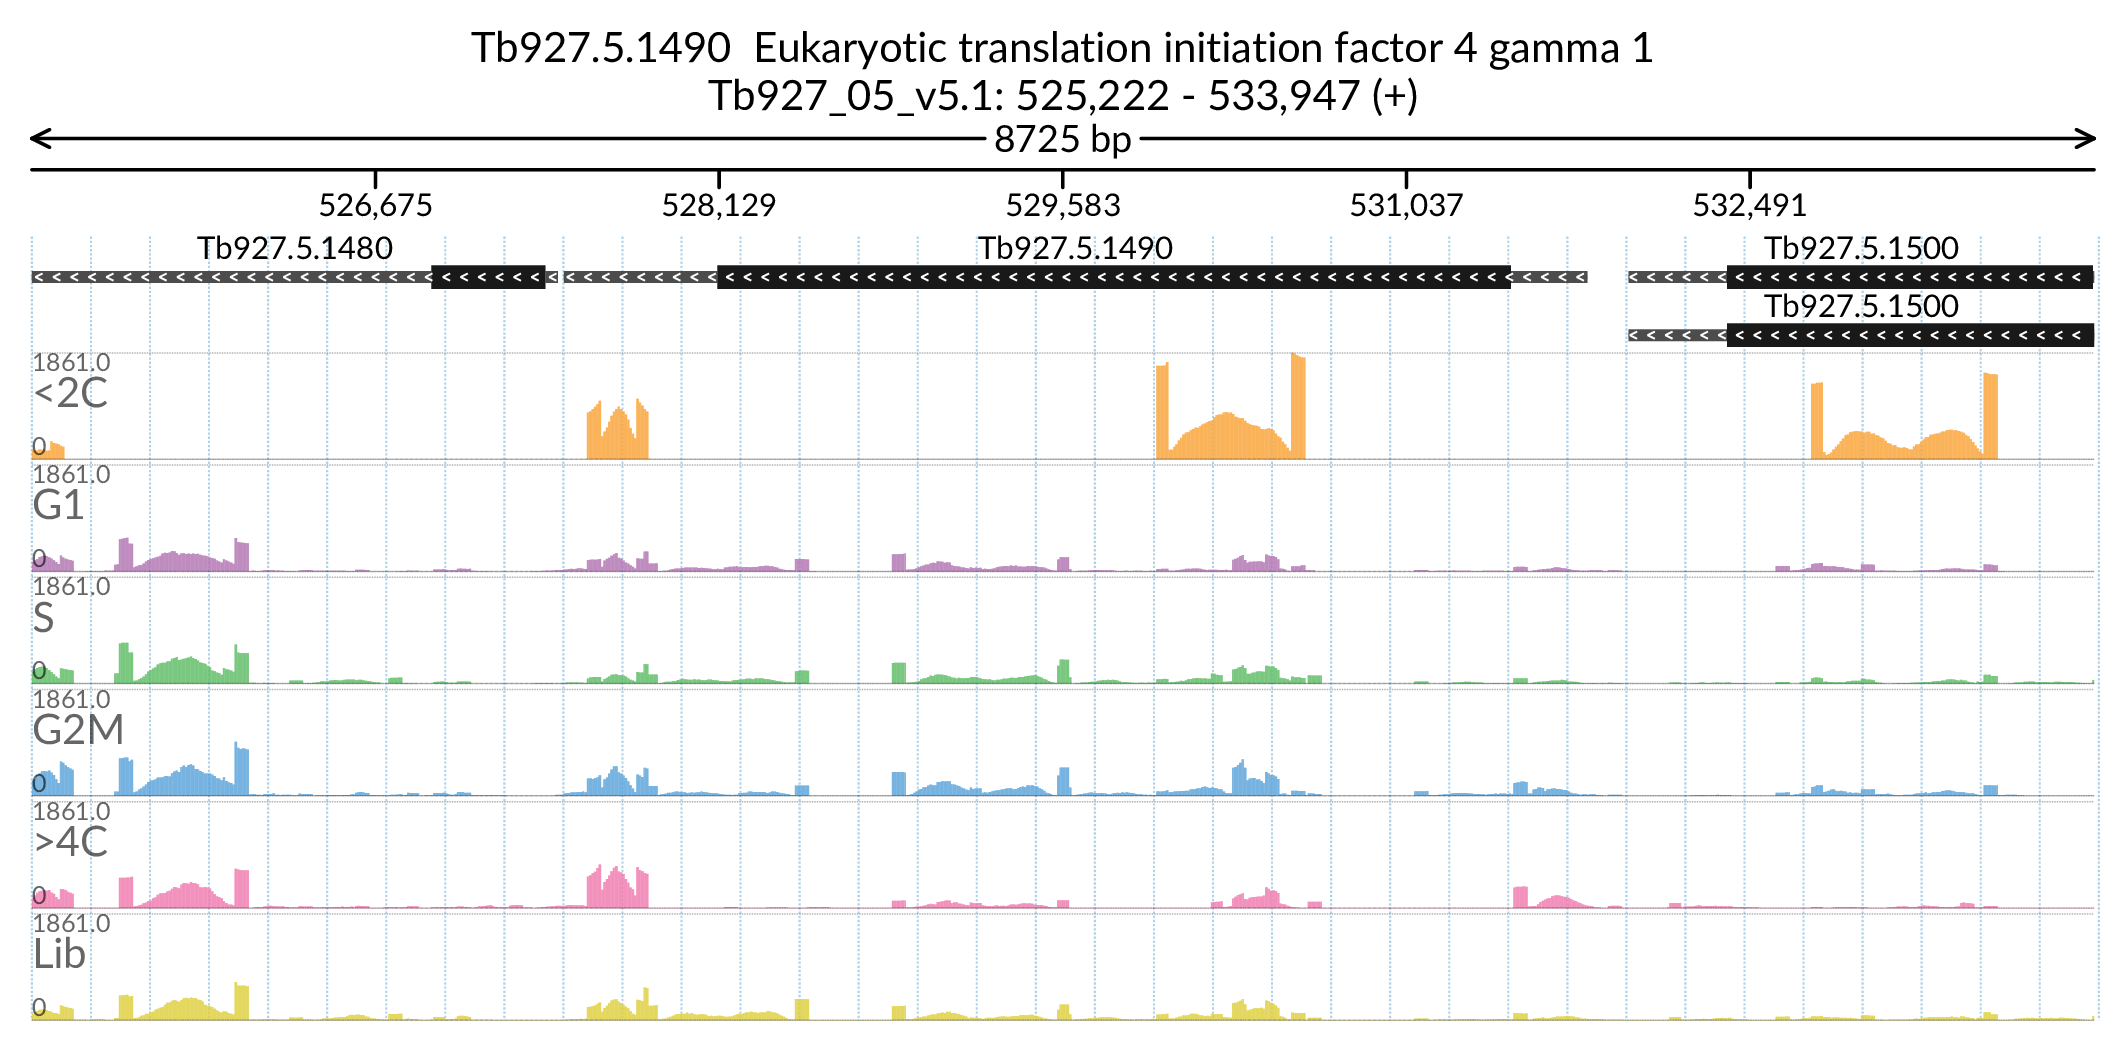 Tb927.5.1490  Eukaryotic translation initiation factor 4 gamma 1
Tb927_05_v5.1: 525,222 - 533,947 (+)
8725 bp
526,675 528,129 529,583 531,037 532,491
Tb927.5.1480 Tb927.5.1490 Tb927.5.1500
Tb927.5.1500
1861.0
<2C
0
1861.0
G1
0
1861.0
S
0
1861.0
G2M
0
1861.0
>4C
0
1861.0
Lib
0